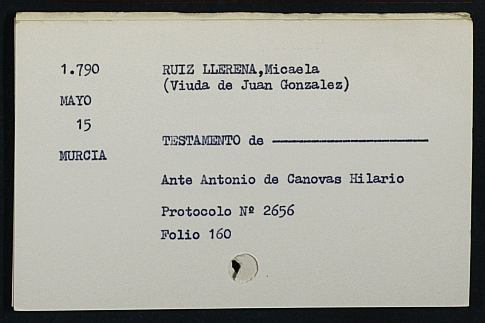 1.790 RUIZ LLERENA,Micaela
(Viuda de Juan Gonzalez)
MAYO
15
TESTAMENTO de ————————
MURCIA
Ante Antonio de Canovas Hilario
Protocolo Nº 2656
Folio 160